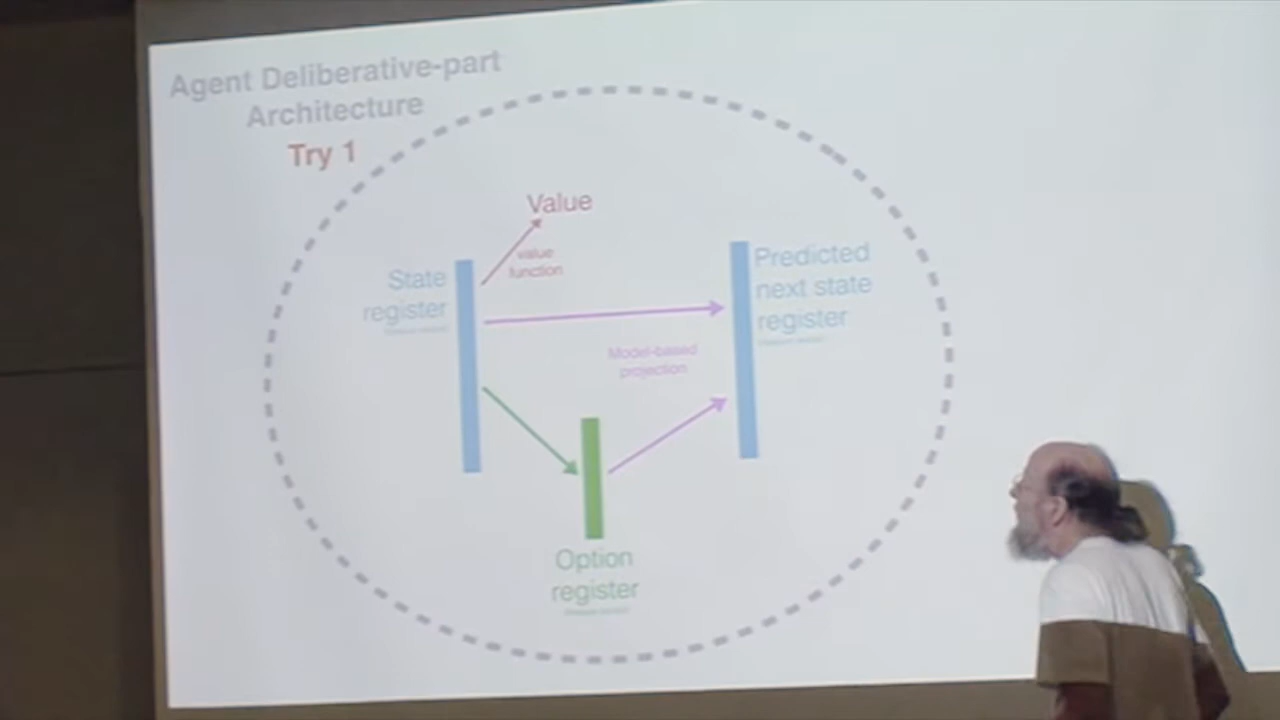 Agent Deliberative-part
Architecture
Try 1
Value
value
function
State
register
Predicted
next state
register
Model-based
projection
Option
register